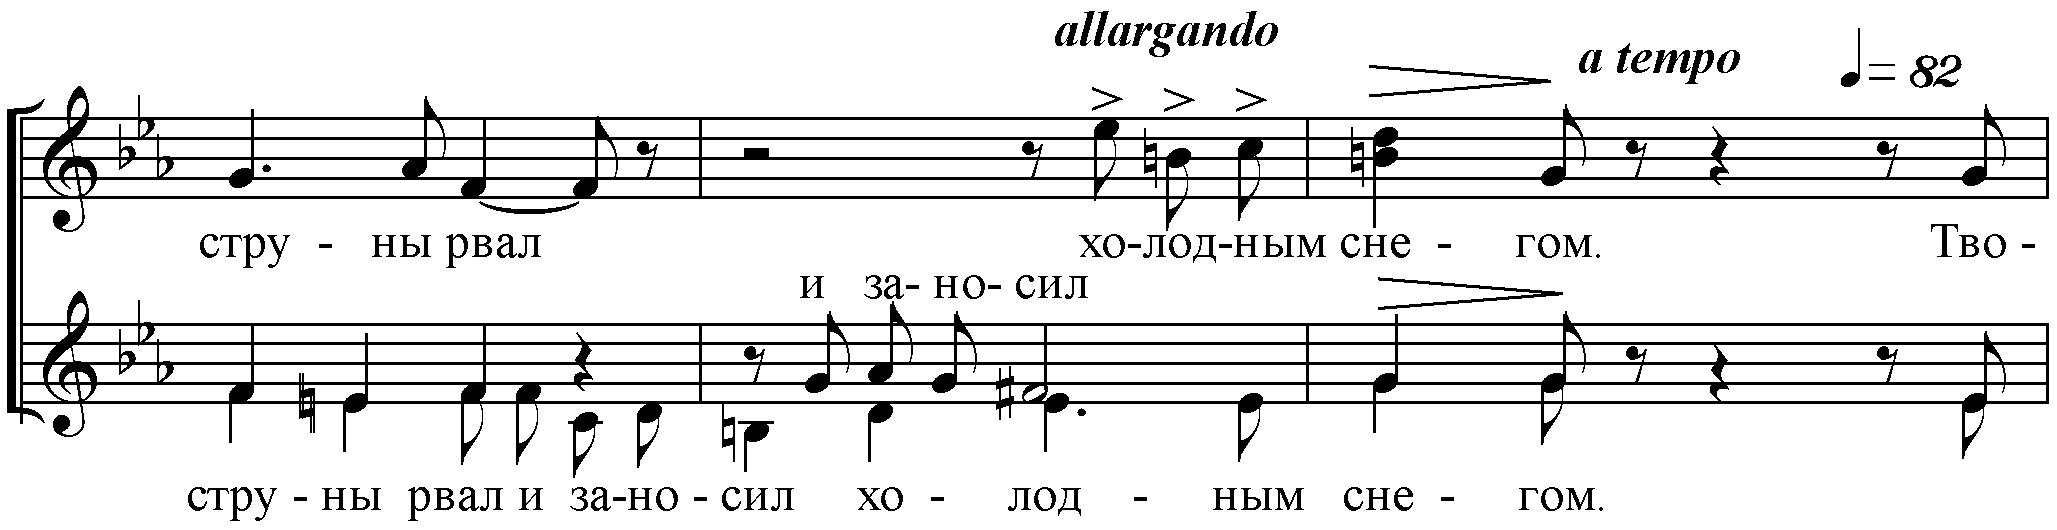 allargando
a tempo ♩= 82
стру - ны рвал хо-лод-ным сне - гом. Тво -
и за- но- сил
стру - ны рвал и за-но - сил хо - лод - ным сне - гом.